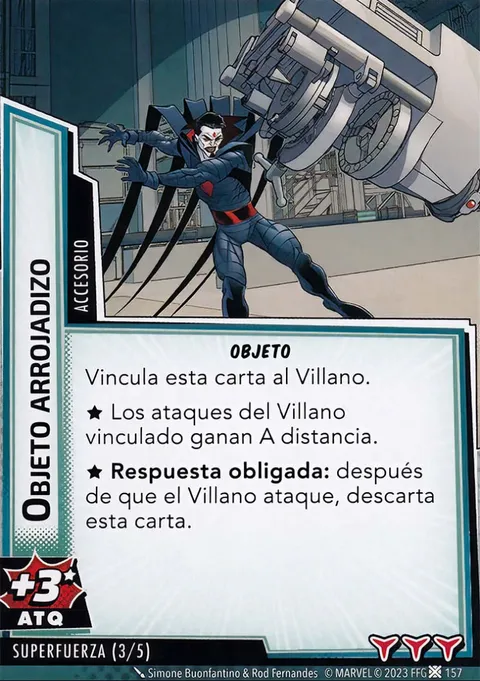 ACCESORIO
OBJETO ARROJADIZO
OBJETO
Vincula esta carta al Villano.
★ Los ataques del Villano
vinculado ganan A distancia.
★ Respuesta obligada: después
de que el Villano ataque, descarta
esta carta.
+3★
ATQ
SUPERFUERZA (3/5)
Simone Buonfantino & Rod Fernandes © MARVEL © 2023 FFG 157